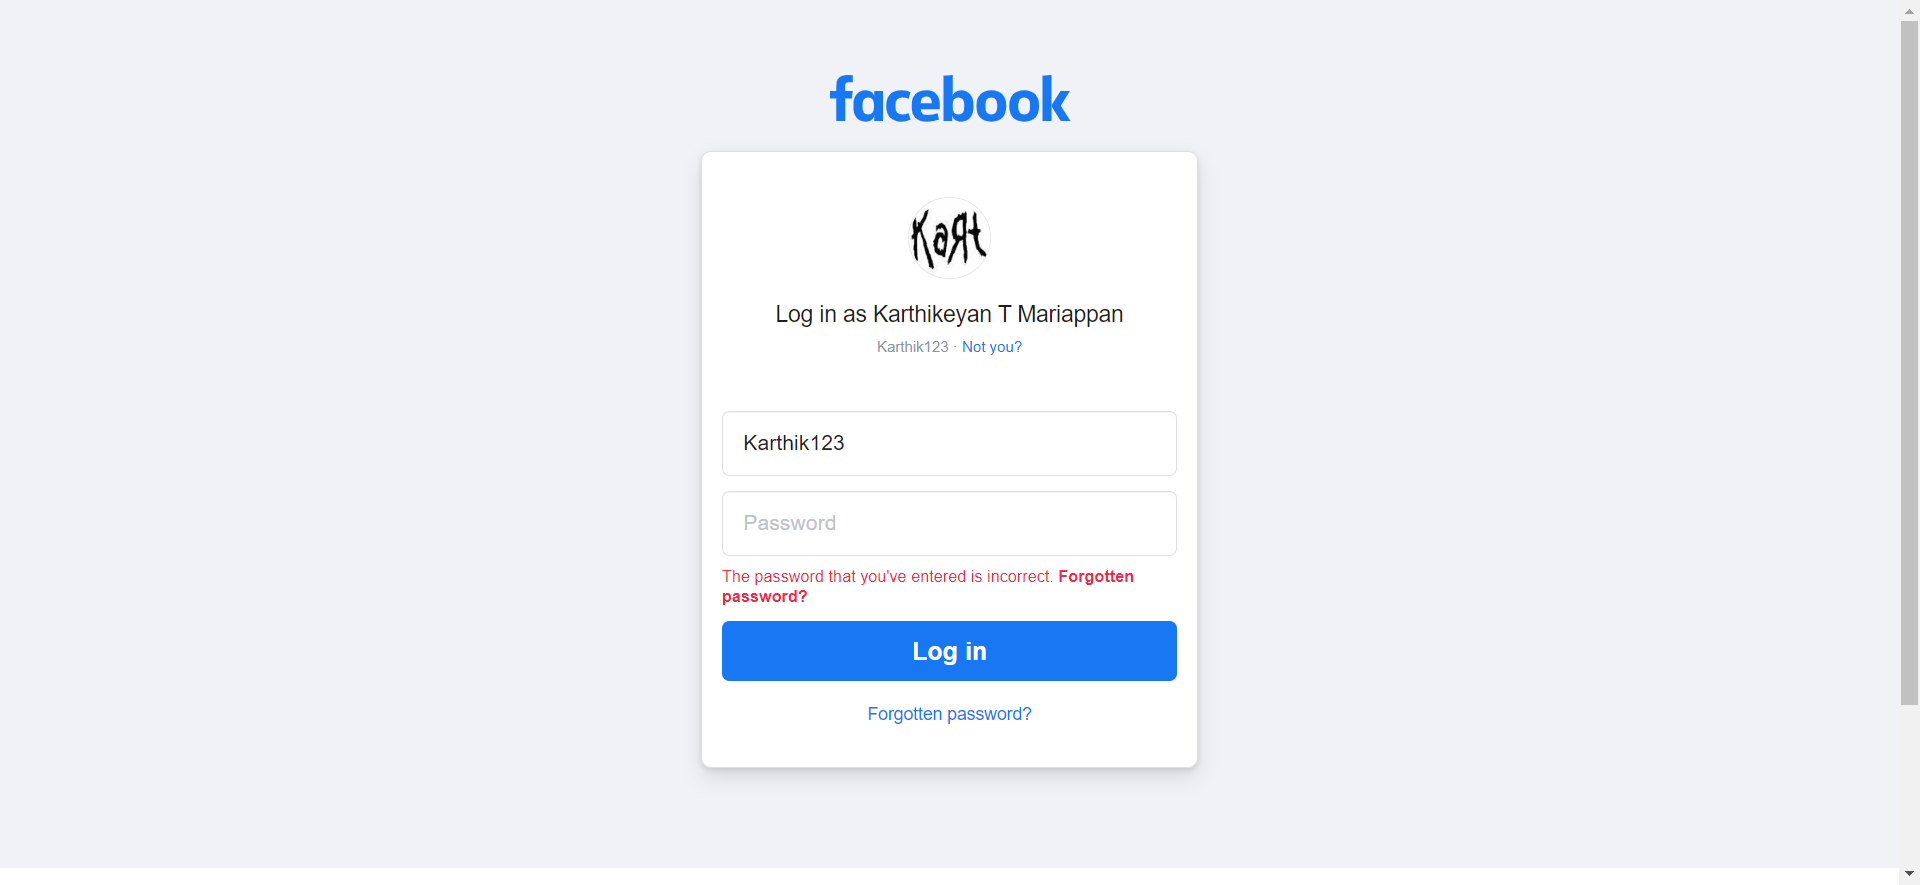 facebook
KaRt
Log in as Karthikeyan T Mariappan
Karthik123 · Not you?
Karthik123
Password
The password that you've entered is incorrect. Forgotten
password?
Log in
Forgotten password?